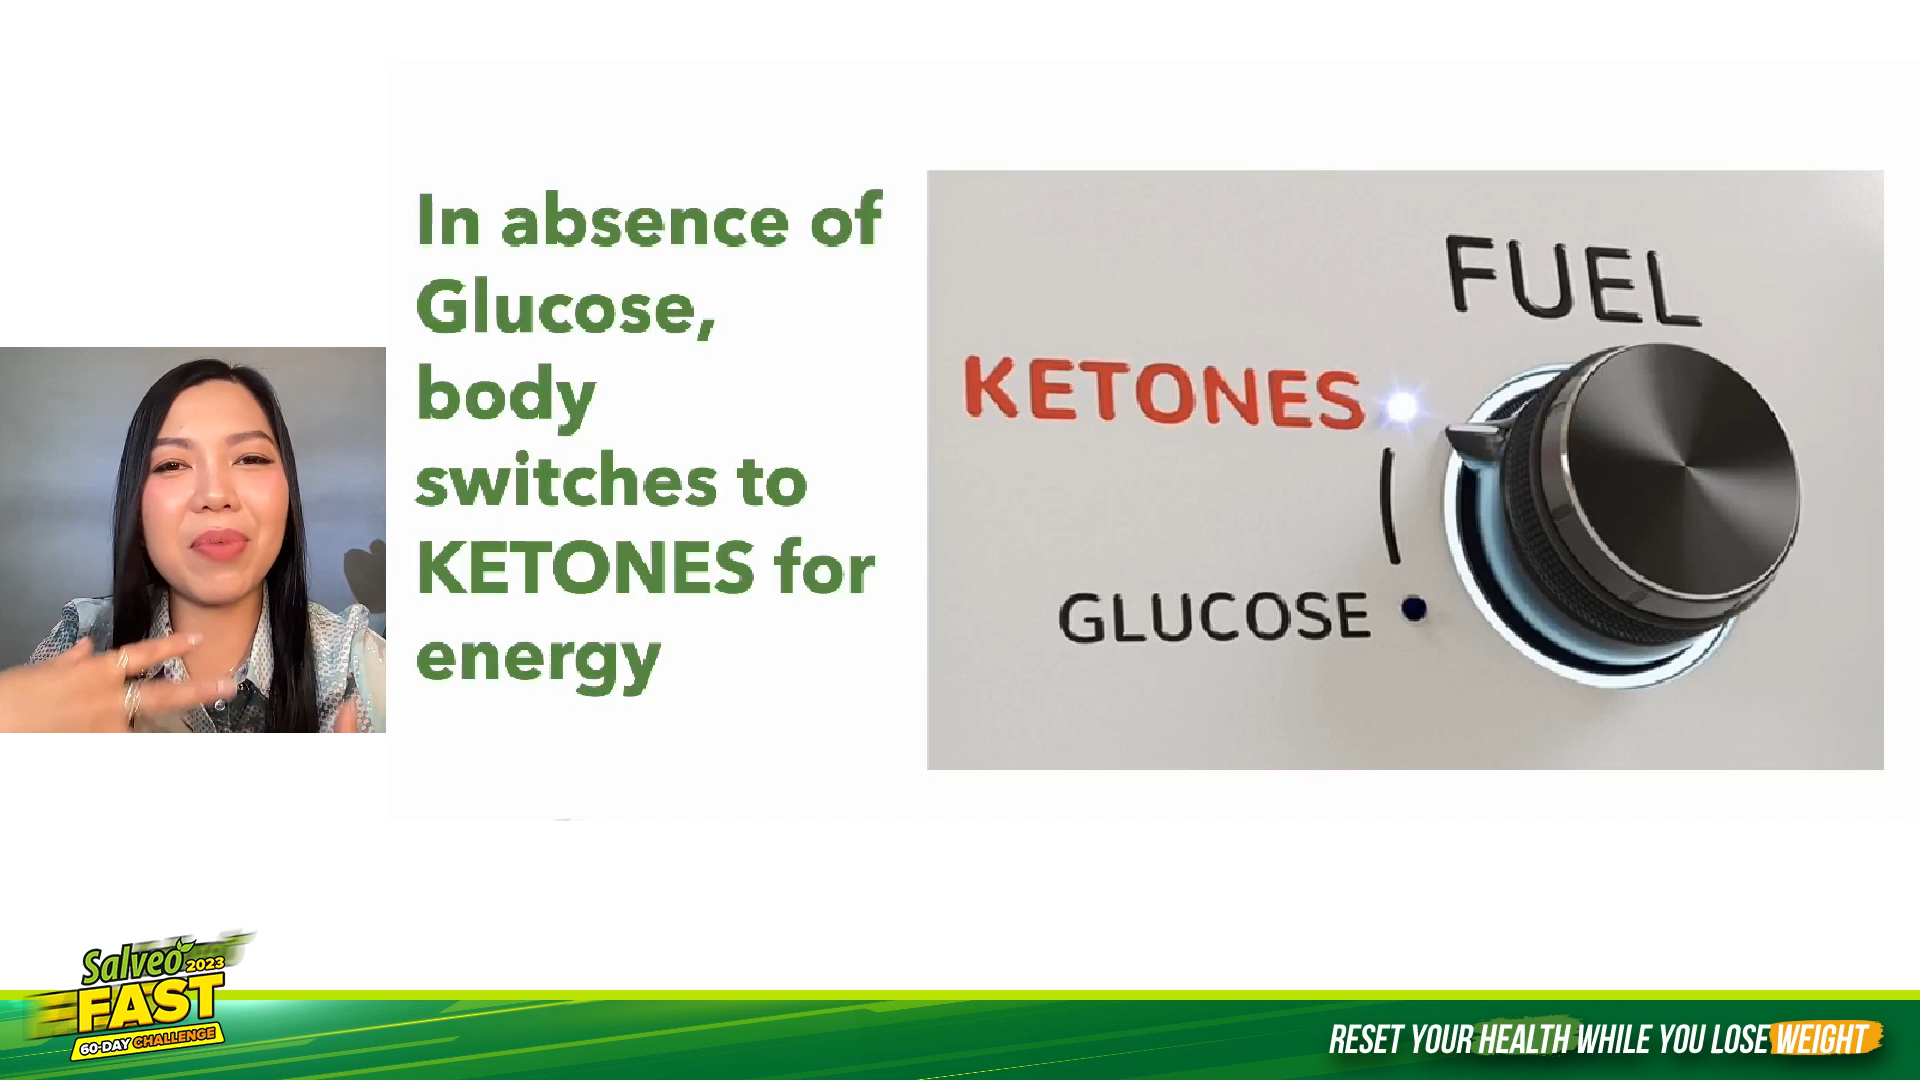 In absence of
Glucose,
body
switches to
KETONES for
energy
FUEL
KETONES
GLUCOSE
Salveo 2023
FAST
60-DAY CHALLENGE
RESET YOUR HEALTH WHILE YOU LOSE WEIGHT